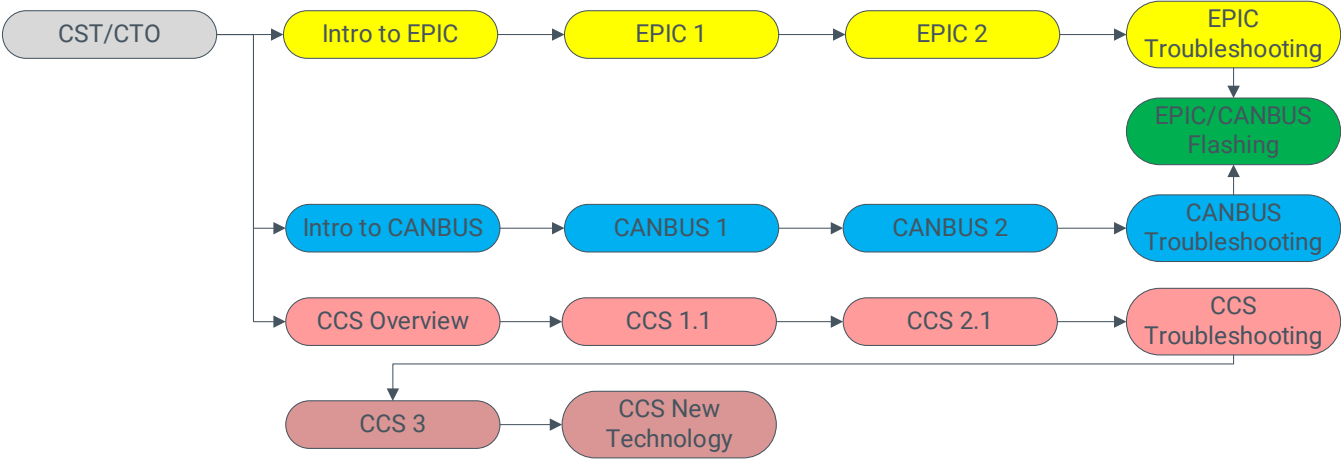 CST/CTO
Intro to EPIC
EPIC 1
EPIC 2
EPIC
Troubleshooting
EPIC/CANBUS
Flashing
Intro to CANBUS
CANBUS 1
CANBUS 2
CANBUS
Troubleshooting
CCS Overview
CCS 1.1
CCS 2.1
CCS
Troubleshooting
CCS 3
CCS New
Technology